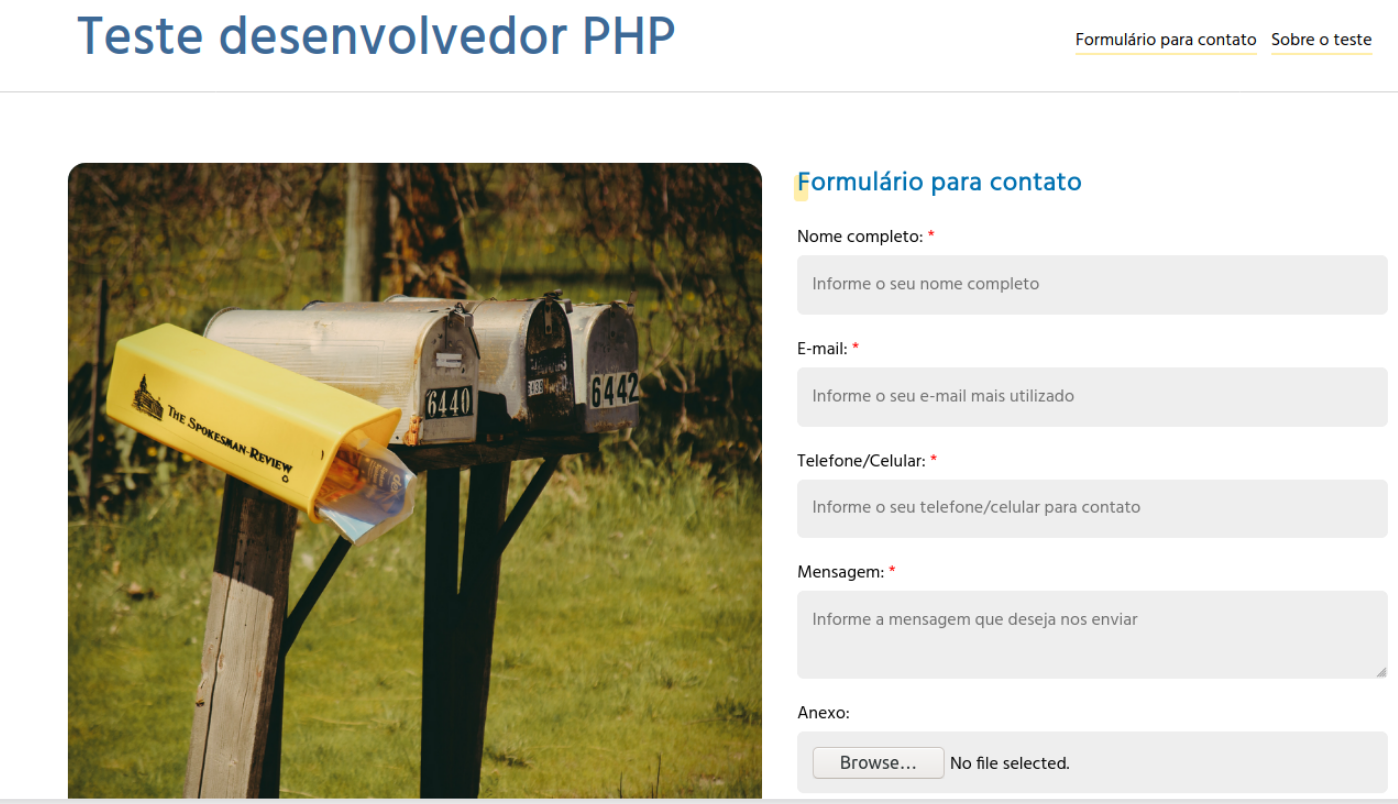 Teste desenvolvedor PHP
Formulário para contato Sobre o teste
THE SPOKESMAN-REVIEW
6440
6442
Formulário para contato
Nome completo: *
Informe o seu nome completo
E-mail: *
Informe o seu e-mail mais utilizado
Telefone/Celular: *
Informe o seu telefone/celular para contato
Mensagem: *
Informe a mensagem que deseja nos enviar
Anexo:
Browse... No file selected.